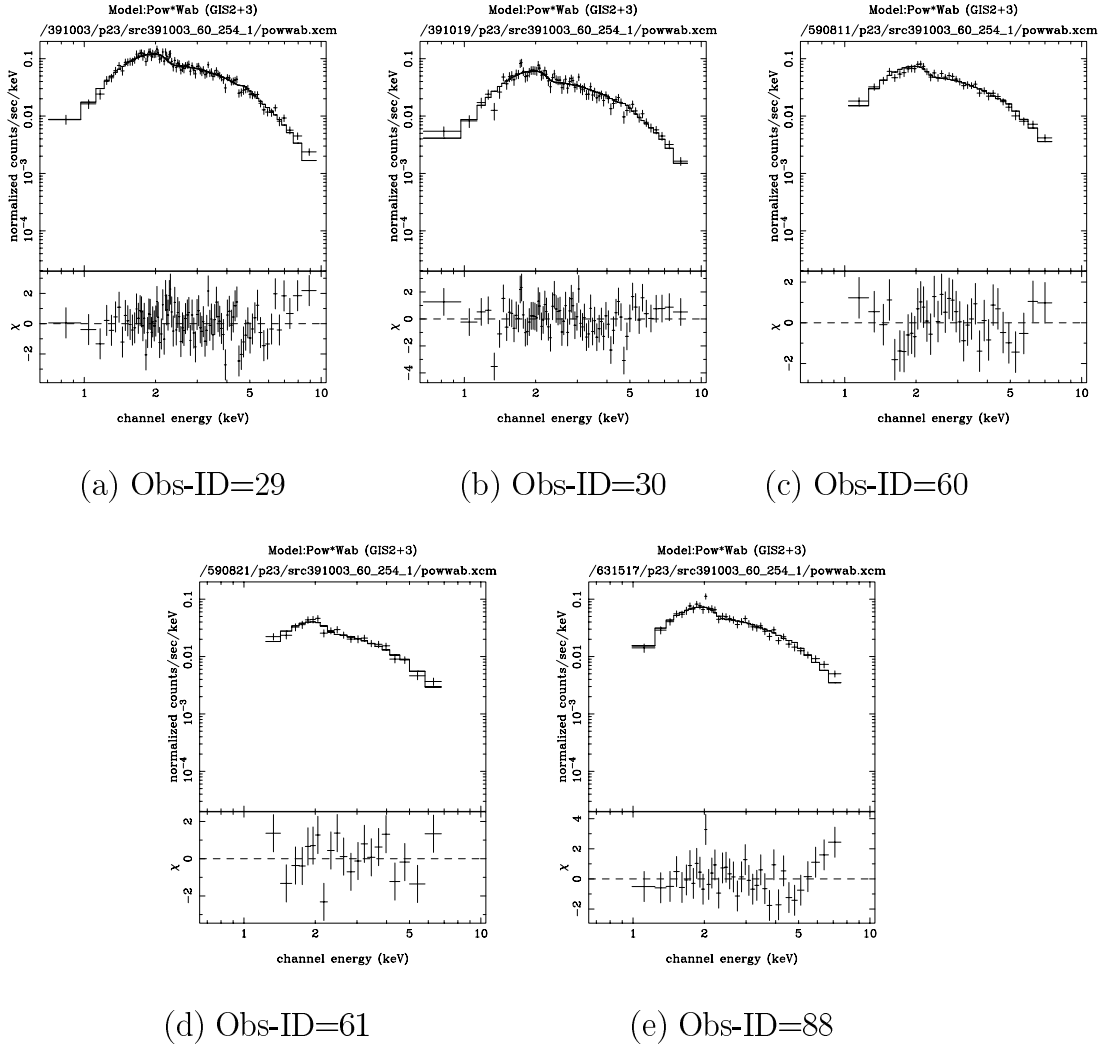 Model:Pow*Wab (GIS2+3)
/391003/p23/src391003_60_254_1/powwab.xcm
normalized counts/sec/keV
0.1
0.01
10⁻³
10⁻⁴
χ
2
0
−2
1
2
5
10
channel energy (keV)
(a) Obs-ID=29
Model:Pow*Wab (GIS2+3)
/391019/p23/src391003_60_254_1/powwab.xcm
normalized counts/sec/keV
0.1
0.01
10⁻³
10⁻⁴
χ
2
0
−2
−4
1
2
5
10
channel energy (keV)
(b) Obs-ID=30
Model:Pow*Wab (GIS2+3)
/590811/p23/src391003_60_254_1/powwab.xcm
normalized counts/sec/keV
0.1
0.01
10⁻³
10⁻⁴
χ
2
0
−2
1
2
5
10
channel energy (keV)
(c) Obs-ID=60
Model:Pow*Wab (GIS2+3)
/590821/p23/src391003_60_254_1/powwab.xcm
normalized counts/sec/keV
0.1
0.01
10⁻³
10⁻⁴
χ
2
0
−2
1
2
5
10
channel energy (keV)
(d) Obs-ID=61
Model:Pow*Wab (GIS2+3)
/631517/p23/src391003_60_254_1/powwab.xcm
normalized counts/sec/keV
0.1
0.01
10⁻³
10⁻⁴
χ
4
2
0
−2
1
2
5
10
channel energy (keV)
(e) Obs-ID=88